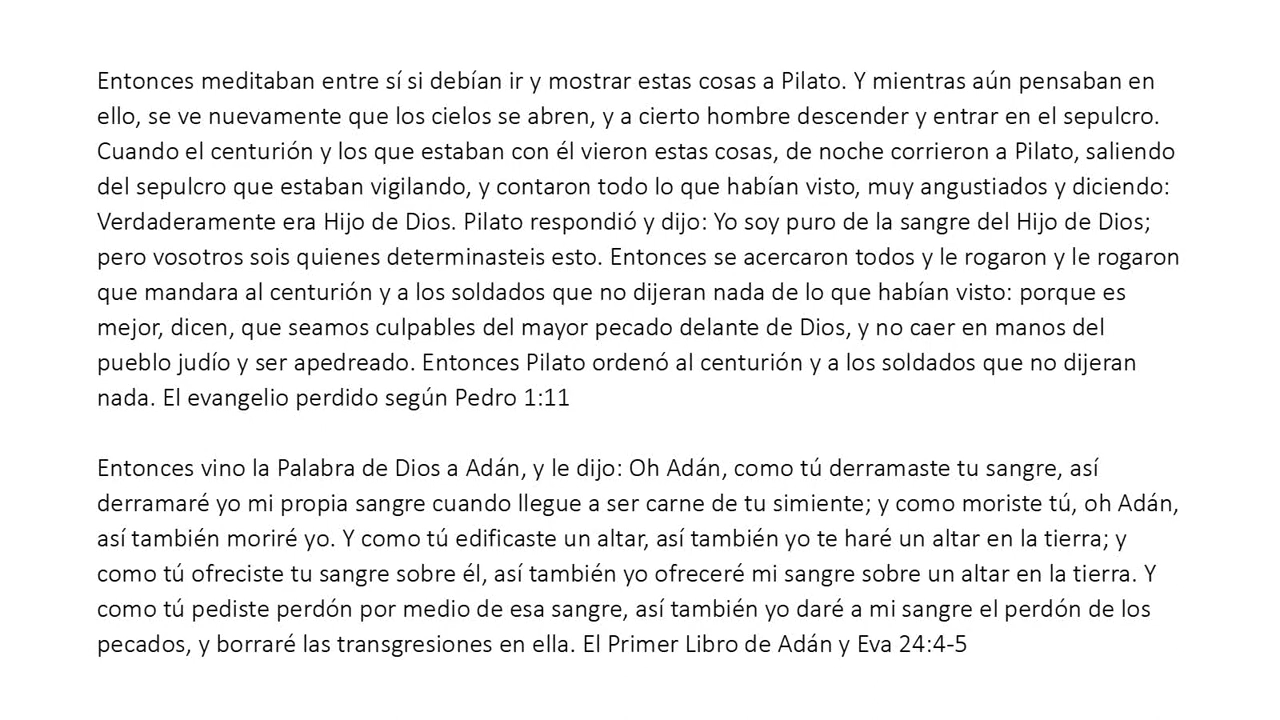 Entonces meditaban entre sí si debían ir y mostrar estas cosas a Pilato. Y mientras aún pensaban en
ello, se ve nuevamente que los cielos se abren, y a cierto hombre descender y entrar en el sepulcro.
Cuando el centurión y los que estaban con él vieron estas cosas, de noche corrieron a Pilato, saliendo
del sepulcro que estaban vigilando, y contaron todo lo que habían visto, muy angustiados y diciendo:
Verdaderamente era Hijo de Dios. Pilato respondió y dijo: Yo soy puro de la sangre del Hijo de Dios;
pero vosotros sois quienes determinasteis esto. Entonces se acercaron todos y le rogaron y le rogaron
que mandara al centurión y a los soldados que no dijeran nada de lo que habían visto: porque es
mejor, dicen, que seamos culpables del mayor pecado delante de Dios, y no caer en manos del
pueblo judío y ser apedreado. Entonces Pilato ordenó al centurión y a los soldados que no dijeran
nada. El evangelio perdido según Pedro 1:11
Entonces vino la Palabra de Dios a Adán, y le dijo: Oh Adán, como tú derramaste tu sangre, así
derramaré yo mi propia sangre cuando llegue a ser carne de tu simiente; y como moriste tú, oh Adán,
así también moriré yo. Y como tú edificaste un altar, así también yo te haré un altar en la tierra; y
como tú ofreciste tu sangre sobre él, así también yo ofreceré mi sangre sobre un altar en la tierra. Y
como tú pediste perdón por medio de esa sangre, así también yo daré a mi sangre el perdón de los
pecados, y borraré las transgresiones en ella. El Primer Libro de Adán y Eva 24:4-5